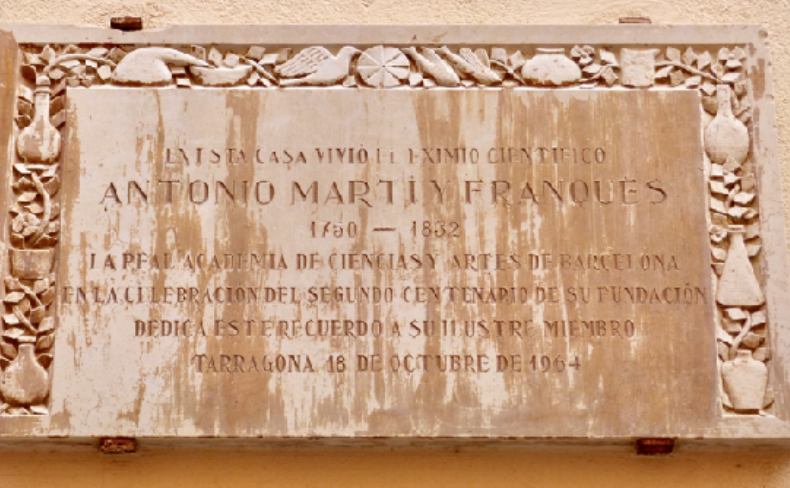 EN ESTA CASA VIVIÓ EL EXIMIO CIENTIFICO
ANTONIO MARTÍ Y FRANQUÉS
1750 — 1832
LA REAL ACADEMIA DE CIENCIAS Y ARTES DE BARCELONA
EN LA CELEBRACION DEL SEGUNDO CENTENARIO DE SU FUNDACIÓN
DEDICA ESTE RECUERDO A SU ILUSTRE MIEMBRO
TARRAGONA 18 DE OCTUBRE DE 1964